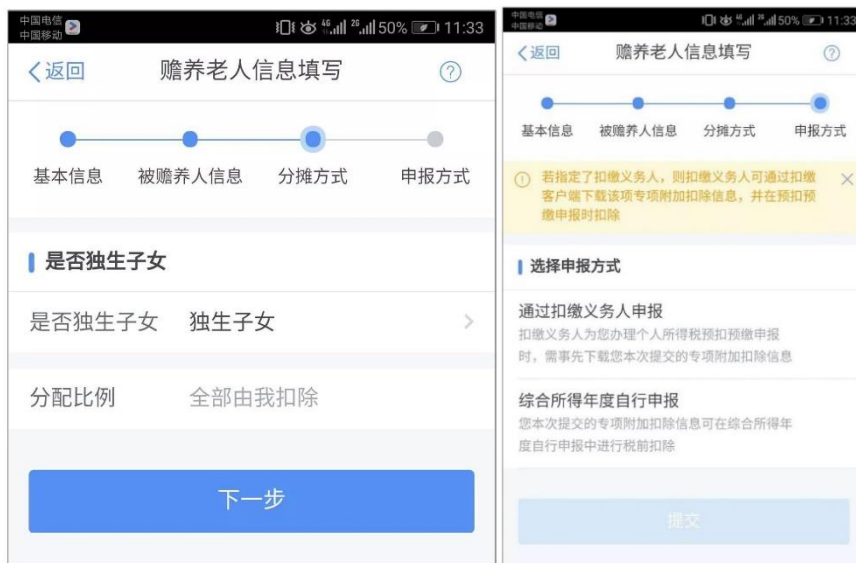 中国电信
中国移动
4G 2G 50% 11:33
返回 赡养老人信息填写 ?
基本信息 被赡养人信息 分摊方式 申报方式
是否独生子女
是否独生子女 独生子女
分配比例 全部由我扣除
下一步
中国电信
中国移动
4G 2G 50% 11:33
返回 赡养老人信息填写 ?
基本信息 被赡养人信息 分摊方式 申报方式
若指定了扣缴义务人，则扣缴义务人可通过扣缴
客户端下载该项专项附加扣除信息，并在预扣预
缴申报时扣除
选择申报方式
通过扣缴义务人申报
扣缴义务人为您办理个人所得税预扣预缴申报
时，需事先下载您本次提交的专项附加扣除信息
综合所得年度自行申报
您本次提交的专项附加扣除信息可在综合所得年
度自行申报中进行税前扣除
提交